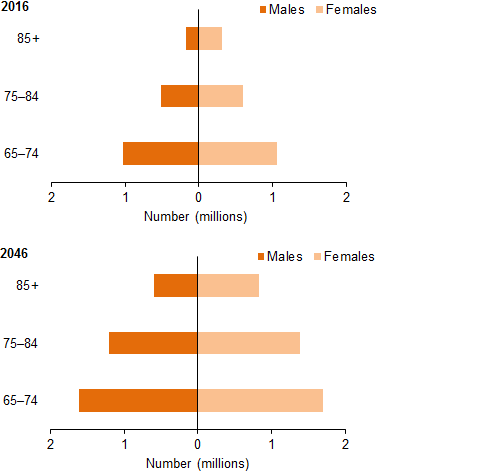 2016
Males Females
85+
75–84
65–74
2 1 0 1 2
Number (millions)
2046
Males Females
85+
75–84
65–74
2 1 0 1 2
Number (millions)